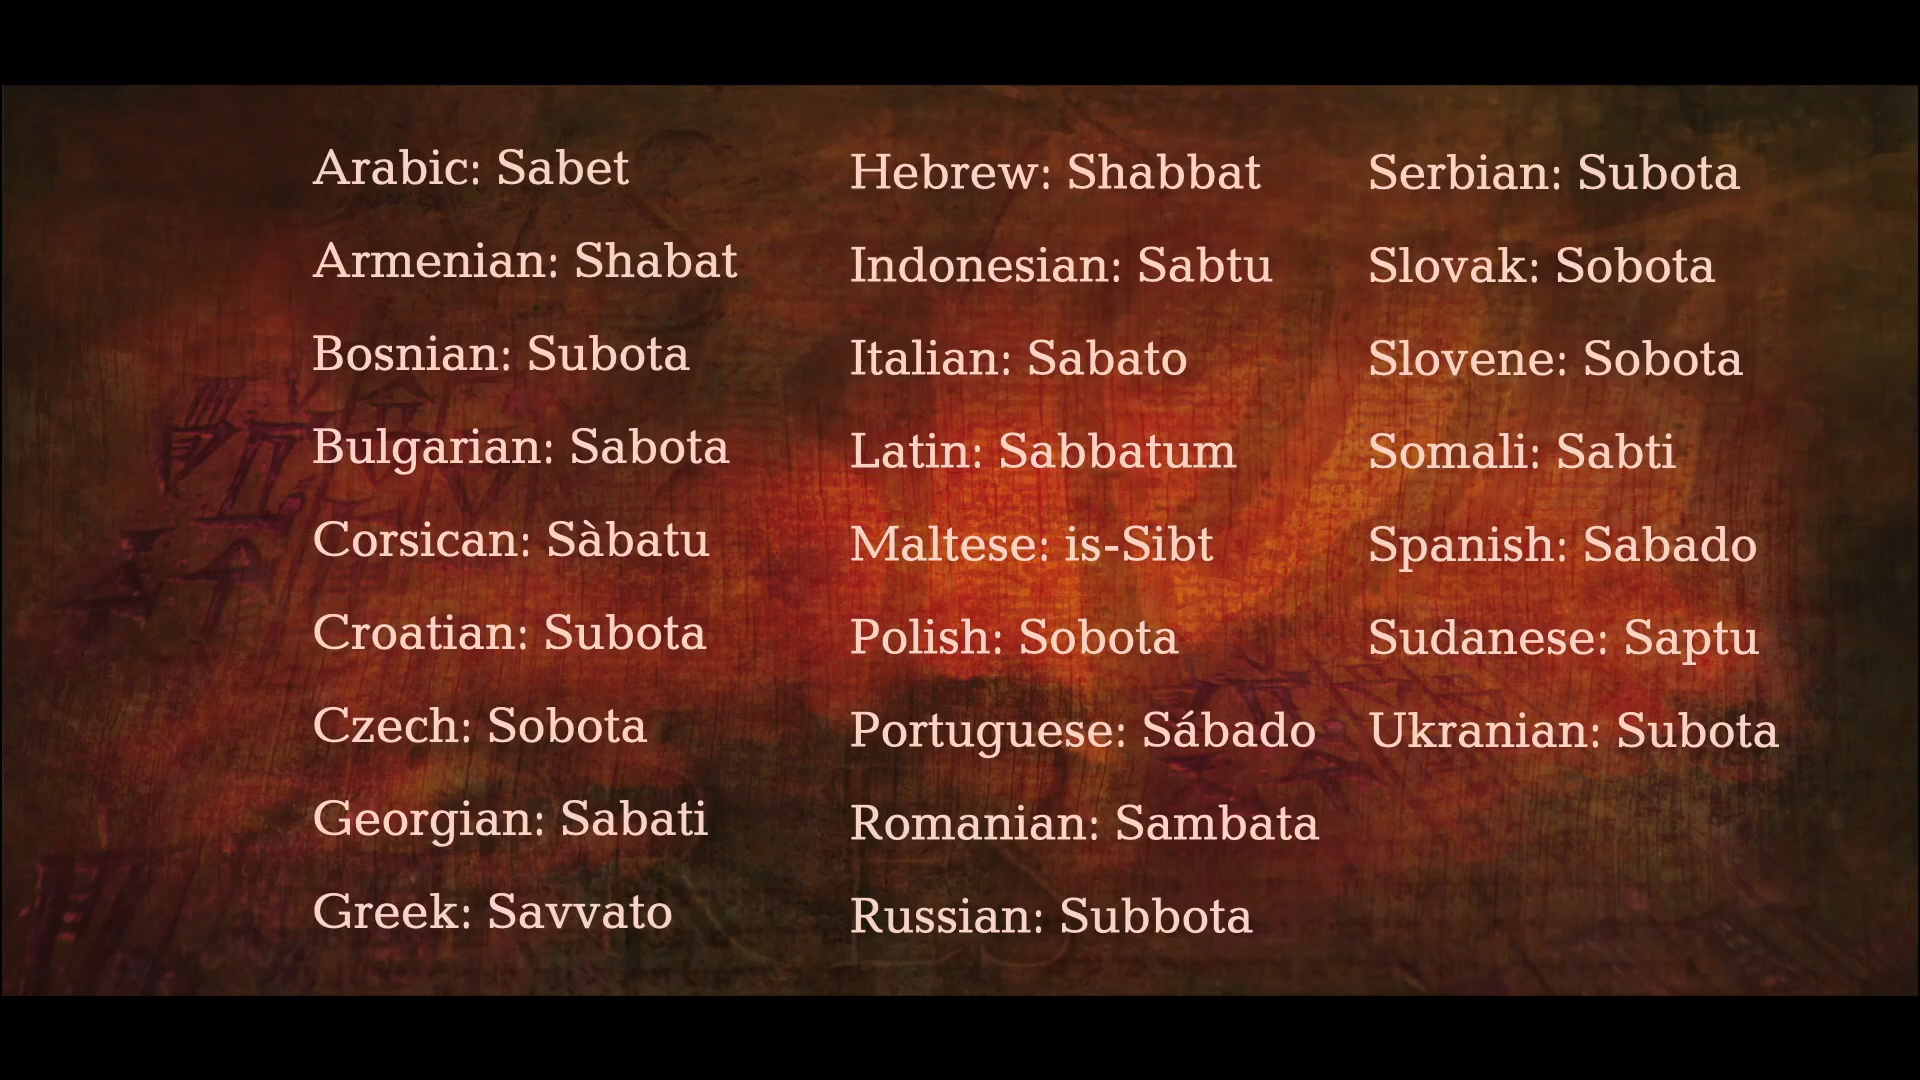 Arabic: Sabet
Armenian: Shabat
Bosnian: Subota
Bulgarian: Sabota
Corsican: Sàbatu
Croatian: Subota
Czech: Sobota
Georgian: Sabati
Greek: Savvato
Hebrew: Shabbat
Indonesian: Sabtu
Italian: Sabato
Latin: Sabbatum
Maltese: is-Sibt
Polish: Sobota
Portuguese: Sábado
Romanian: Sambata
Russian: Subbota
Serbian: Subota
Slovak: Sobota
Slovene: Sobota
Somali: Sabti
Spanish: Sabado
Sudanese: Saptu
Ukranian: Subota